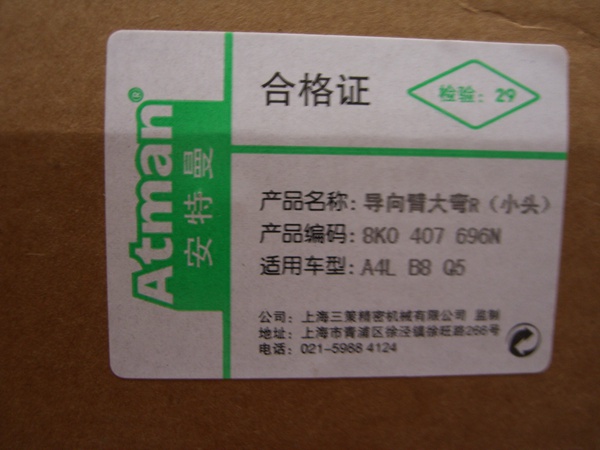 Atman®
安特曼
合格证
检验：29
产品名称：导向臂大弯R（小头）
产品编码：8K0 407 696N
适用车型：A4L B8 Q5
公司：上海三策精密机械有限公司 监制
地址：上海市青浦区徐泾镇徐旺路266号
电话：021-5988 4124